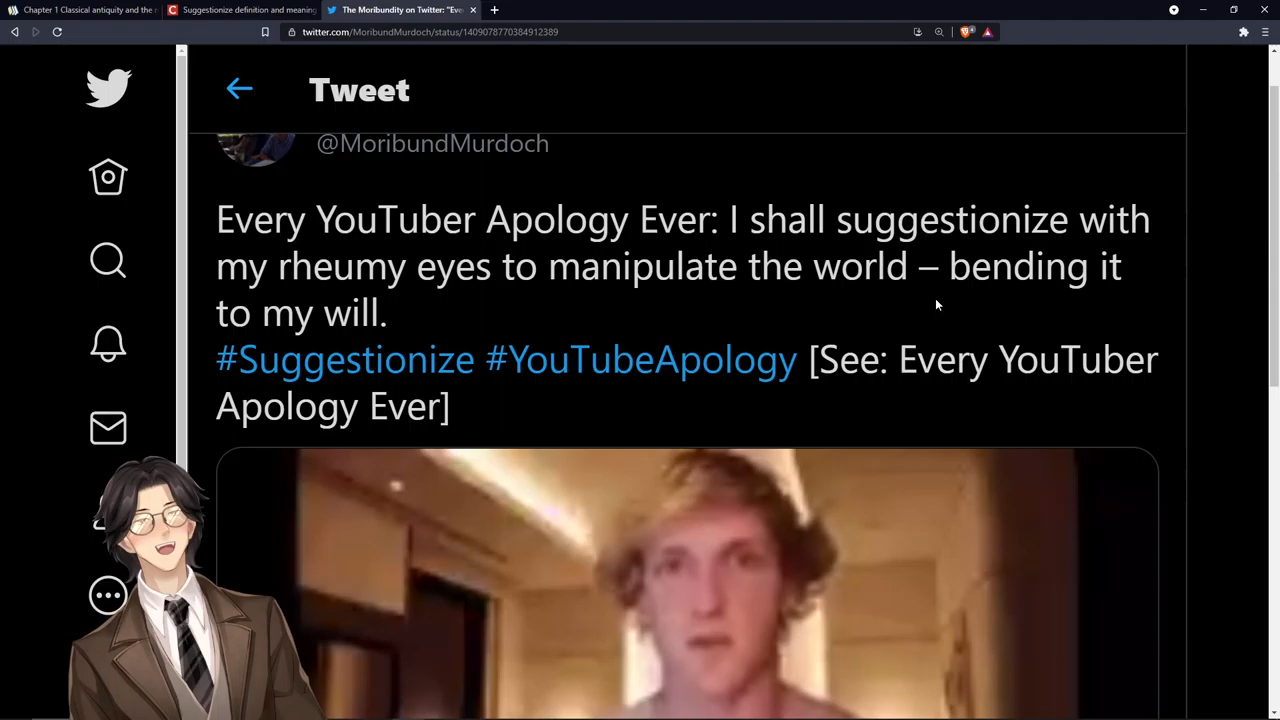 Chapter 1 Classical antiquity and the r
Suggestionize definition and meaning
The Moribundity on Twitter: "Eve
twitter.com/MoribundMurdoch/status/1409078770384912389
Tweet
@MoribundMurdoch
Every YouTuber Apology Ever: I shall suggestionize with
my rheumy eyes to manipulate the world – bending it
to my will.
#Suggestionize #YouTubeApology [See: Every YouTuber
Apology Ever]